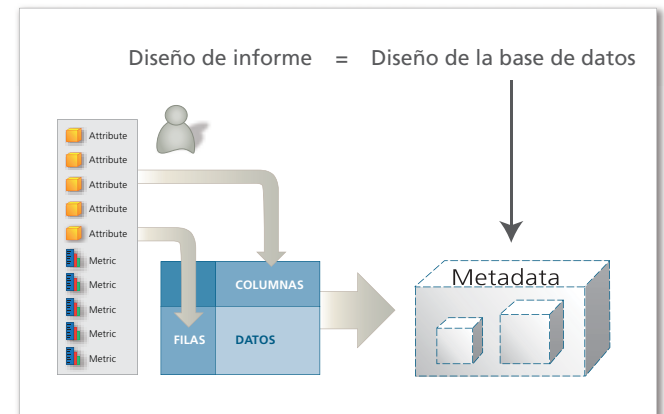 Diseño de informe = Diseño de la base de datos
Attribute
Attribute
Attribute
Attribute
Attribute
Metric
Metric
Metric
Metric
Metric
COLUMNAS
FILAS
DATOS
Metadata